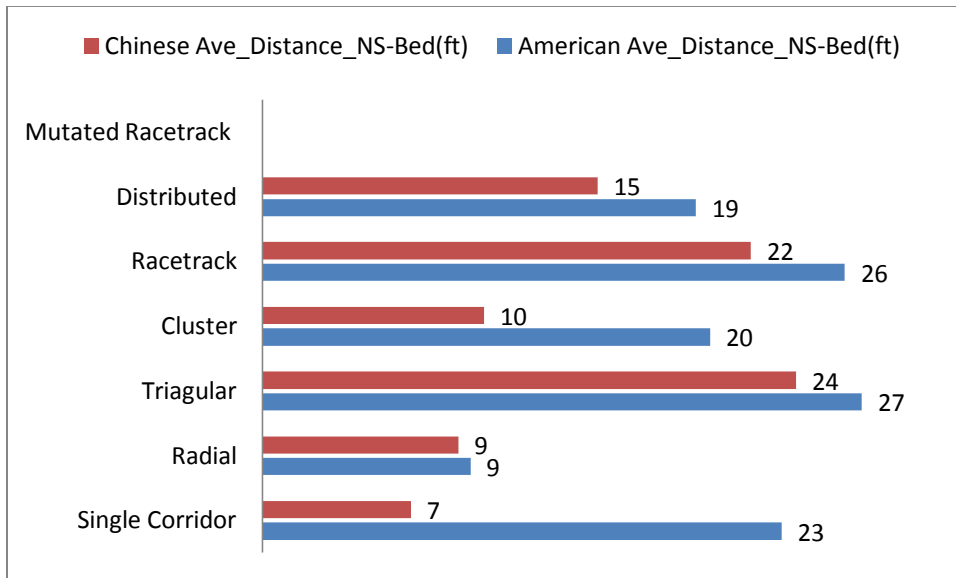 Chinese Ave_Distance_NS-Bed(ft) American Ave_Distance_NS-Bed(ft)
Mutated Racetrack
Distributed
15
19
Racetrack
22
26
Cluster
10
20
Triagular
24
27
Radial
9
9
Single Corridor
7
23